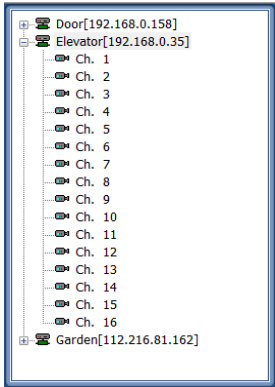 Door[192.168.0.158]
Elevator[192.168.0.35]
Ch. 1
Ch. 2
Ch. 3
Ch. 4
Ch. 5
Ch. 6
Ch. 7
Ch. 8
Ch. 9
Ch. 10
Ch. 11
Ch. 12
Ch. 13
Ch. 14
Ch. 15
Ch. 16
Garden[112.216.81.162]